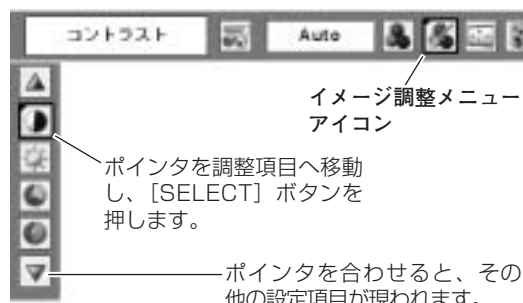 コントラスト Auto
イメージ調整メニュー
アイコン
ポインタを調整項目へ移動
し、［SELECT］ボタンを
押します。
ポインタを合わせると、その
他の設定項目が現われます。